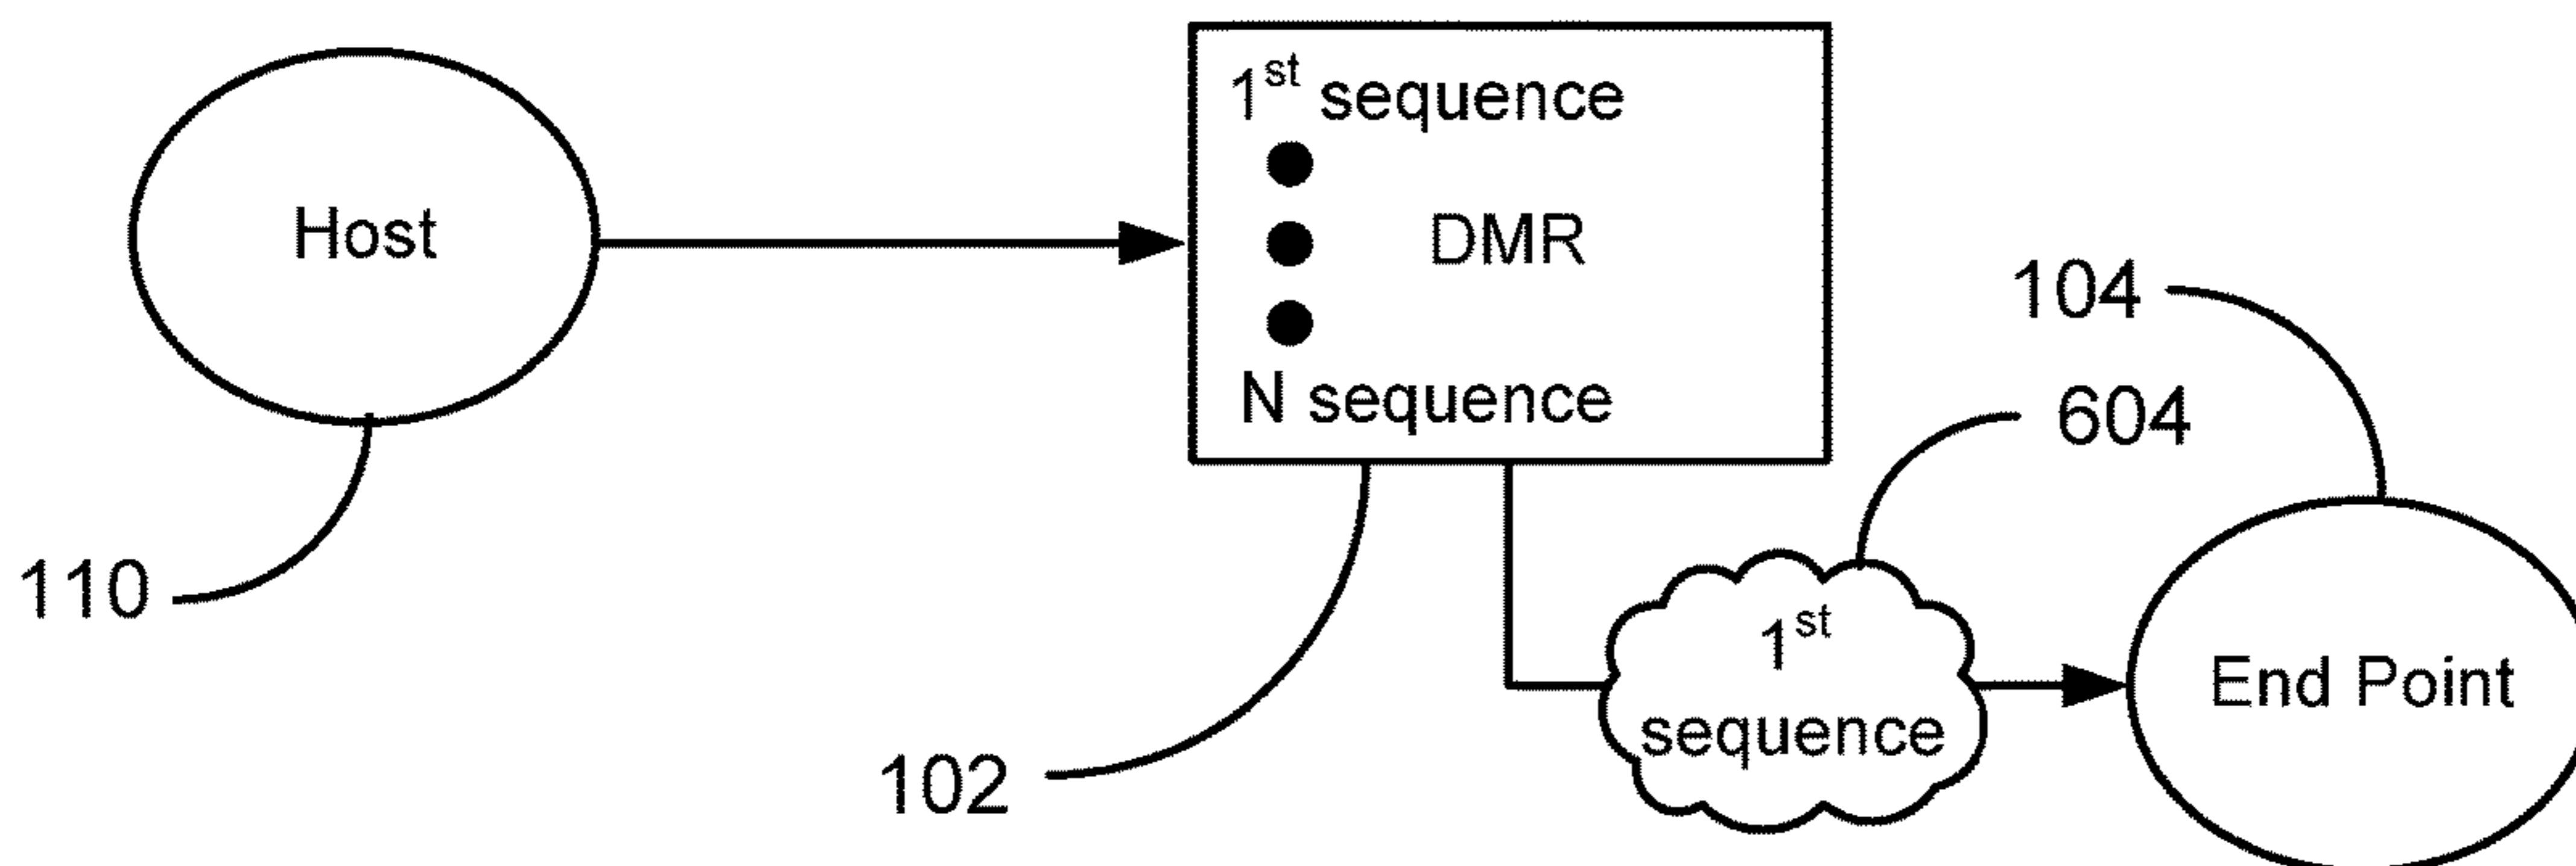 1st sequence
Host
DMR
N sequence
104
604
110
1st
sequence
End Point
102